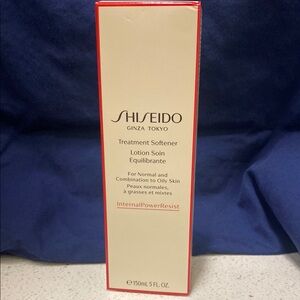 SHISEIDO
GINZA TOKYO
Treatment Softener
Lotion Soin
Equilibrante
For Normal and
Combination to Oily Skin
Peaux normales,
à grasses et mixtes
InternalPowerResist
℮150mL 5 FL. OZ.